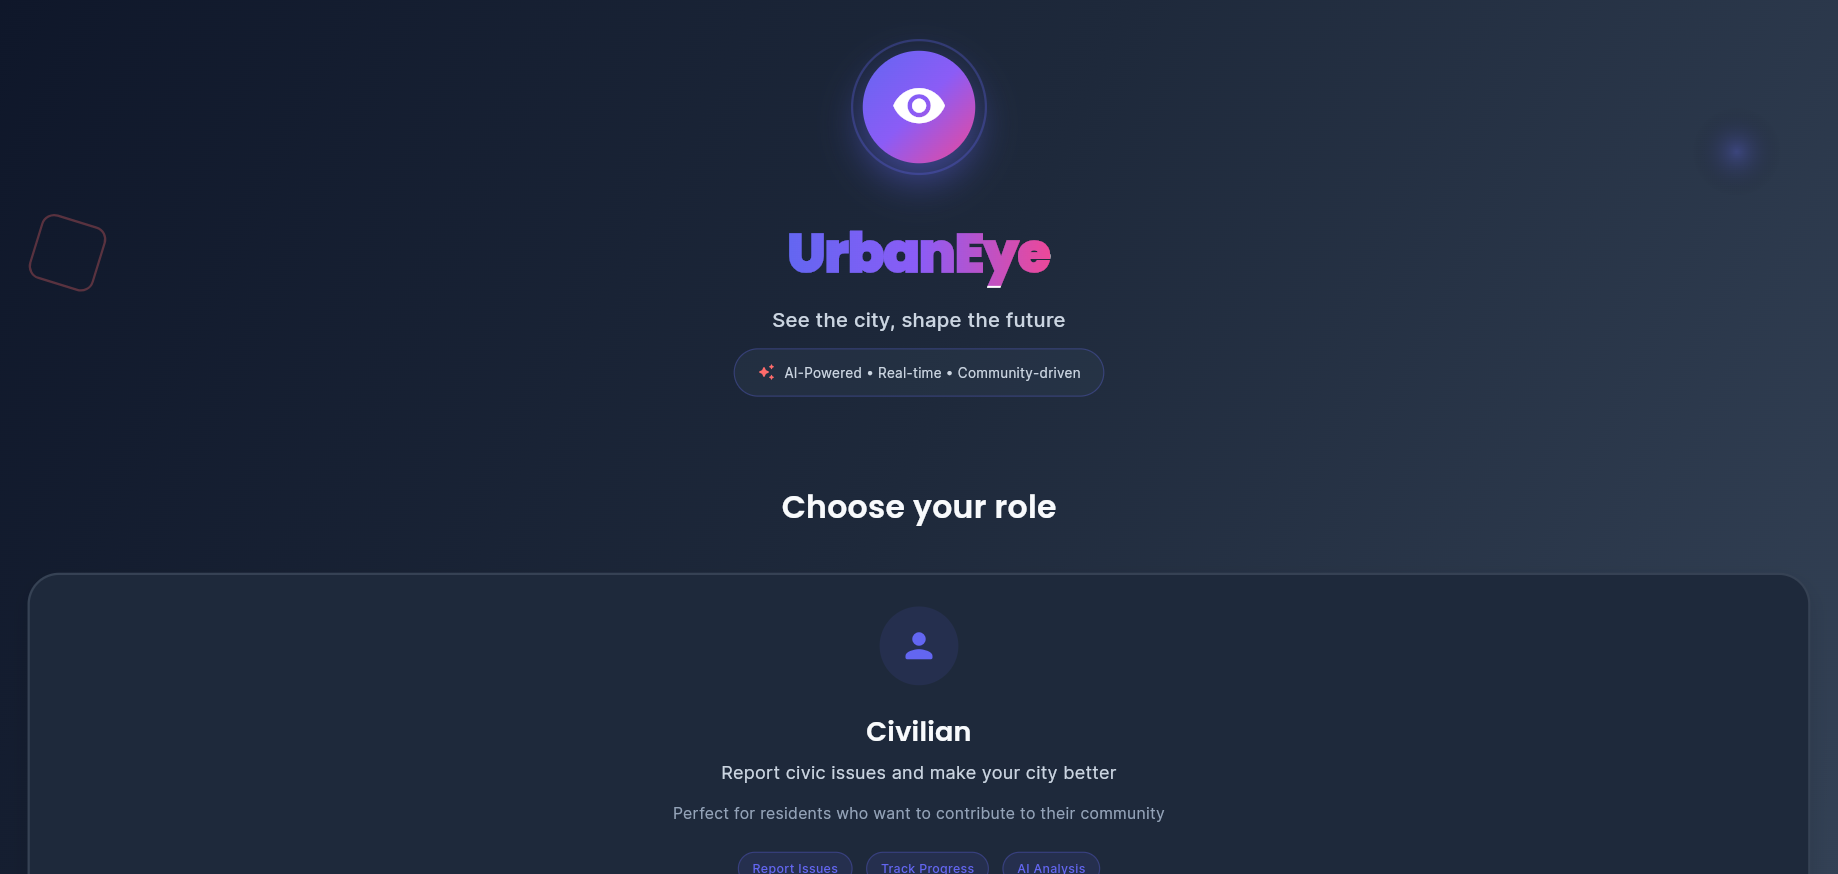 UrbanEye
See the city, shape the future
AI-Powered • Real-time • Community-driven
Choose your role
Civilian
Report civic issues and make your city better
Perfect for residents who want to contribute to their community
Report Issues Track Progress AI Analysis